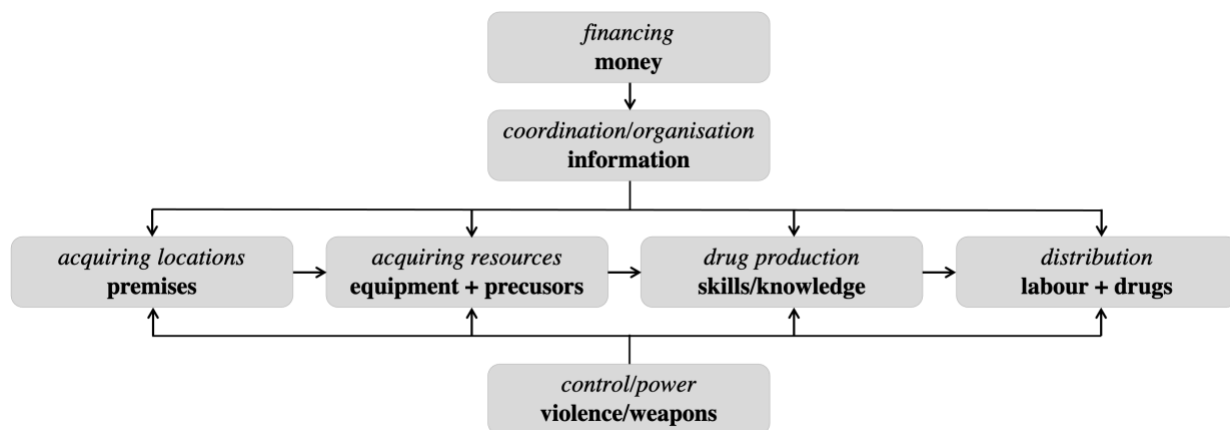 financing
money
coordination/organisation
information
acquiring locations
premises
acquiring resources
equipment + precusors
drug production
skills/knowledge
distribution
labour + drugs
control/power
violence/weapons